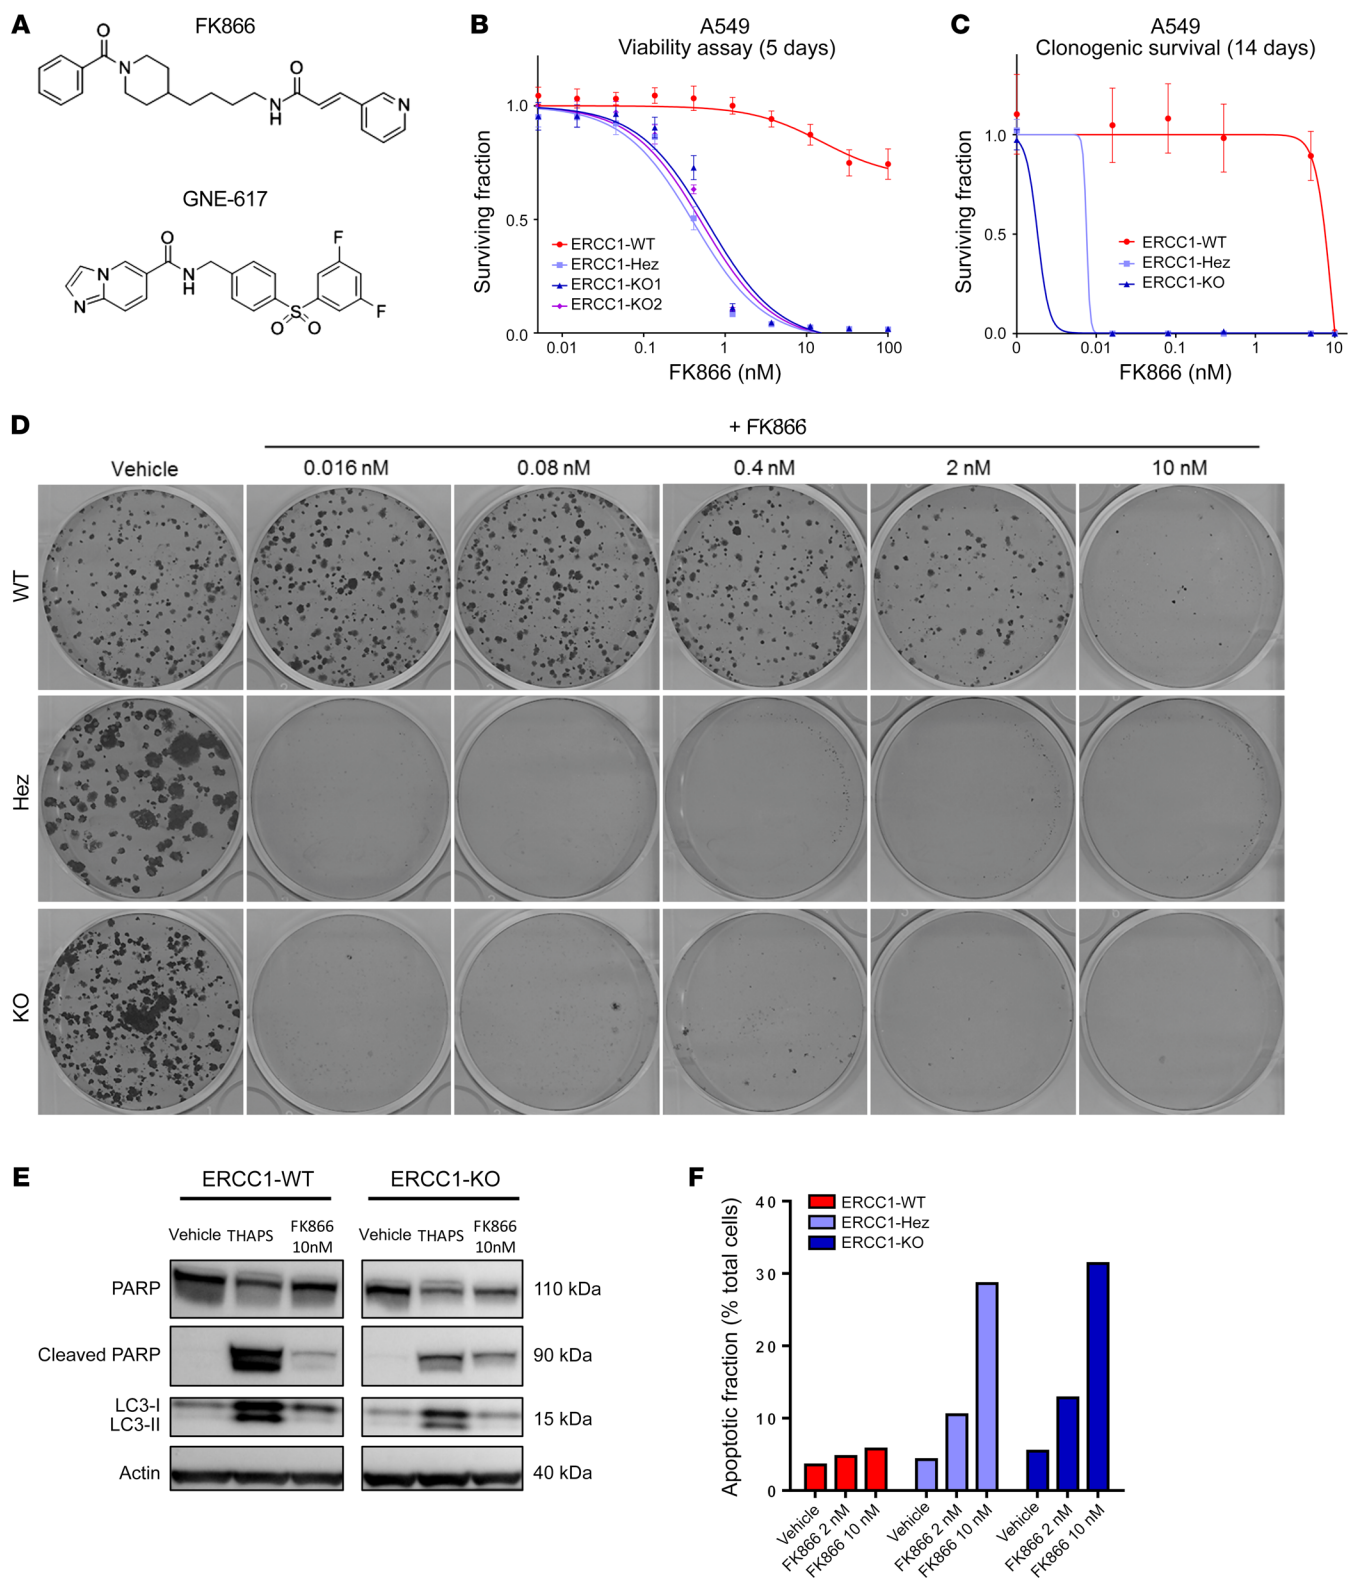 A
FK866
O
N
O
N
H
N
GNE-617
O
N
N
N
H
F
F
S
O
O
B
A549
Viability assay (5 days)
Surviving fraction
1.0
0.5
0.0
ERCC1-WT
ERCC1-Hez
ERCC1-KO1
ERCC1-KO2
0.01
0.1
1
10
100
FK866 (nM)
C
A549
Clonogenic survival (14 days)
Surviving fraction
1.0
0.5
0.0
ERCC1-WT
ERCC1-Hez
ERCC1-KO
0
0.01
0.1
1
10
FK866 (nM)
D
+ FK866
Vehicle
0.016 nM
0.08 nM
0.4 nM
2 nM
10 nM
WT
Hez
KO
E
ERCC1-WT
ERCC1-KO
Vehicle
THAPS
FK866
10nM
Vehicle
THAPS
FK866
10nM
PARP
110 kDa
Cleaved PARP
90 kDa
LC3-I
LC3-II
15 kDa
Actin
40 kDa
F
Apoptotic fraction (% total cells)
40
30
20
10
0
ERCC1-WT
ERCC1-Hez
ERCC1-KO
Vehicle
FK866 2 nM
FK866 10 nM
Vehicle
FK866 2 nM
FK866 10 nM
Vehicle
FK866 2 nM
FK866 10 nM